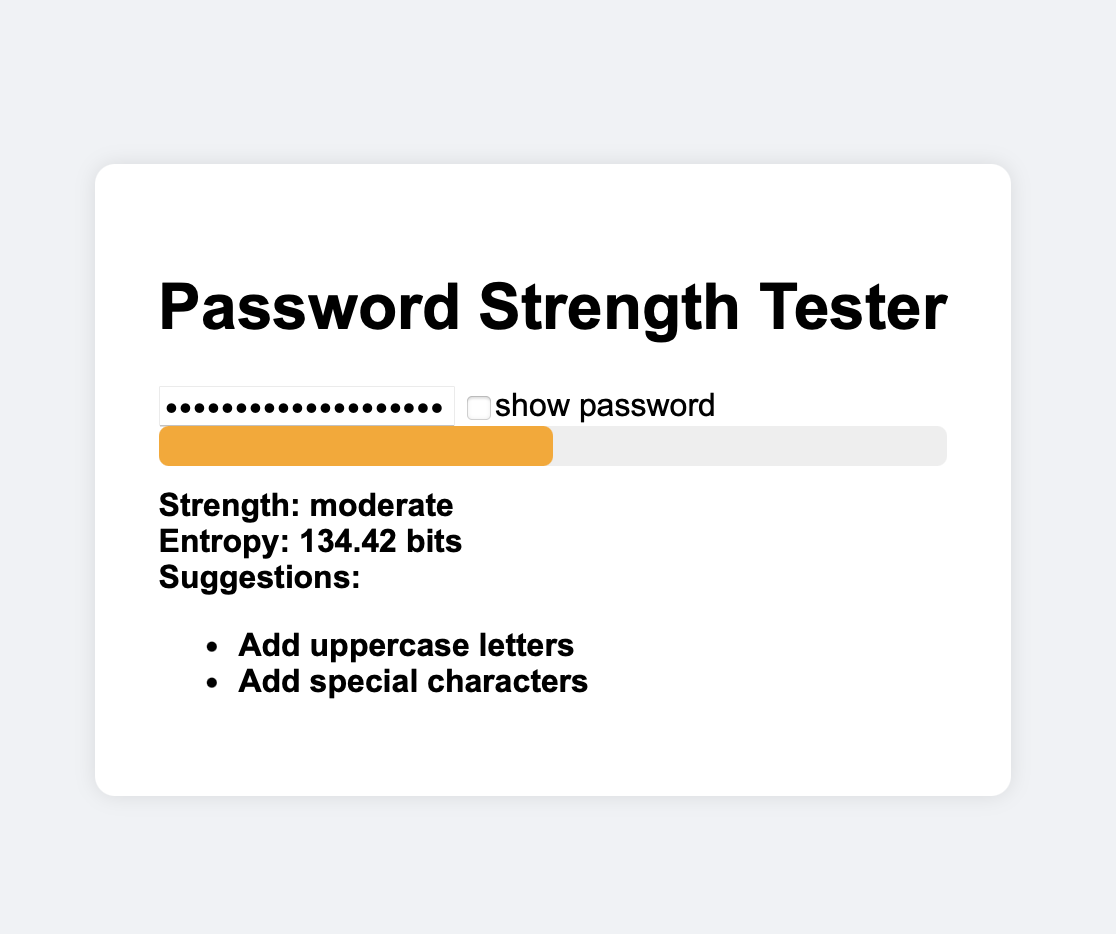 Password Strength Tester
•••••••••••••••••••• show password
Strength: moderate
Entropy: 134.42 bits
Suggestions:
• Add uppercase letters
• Add special characters